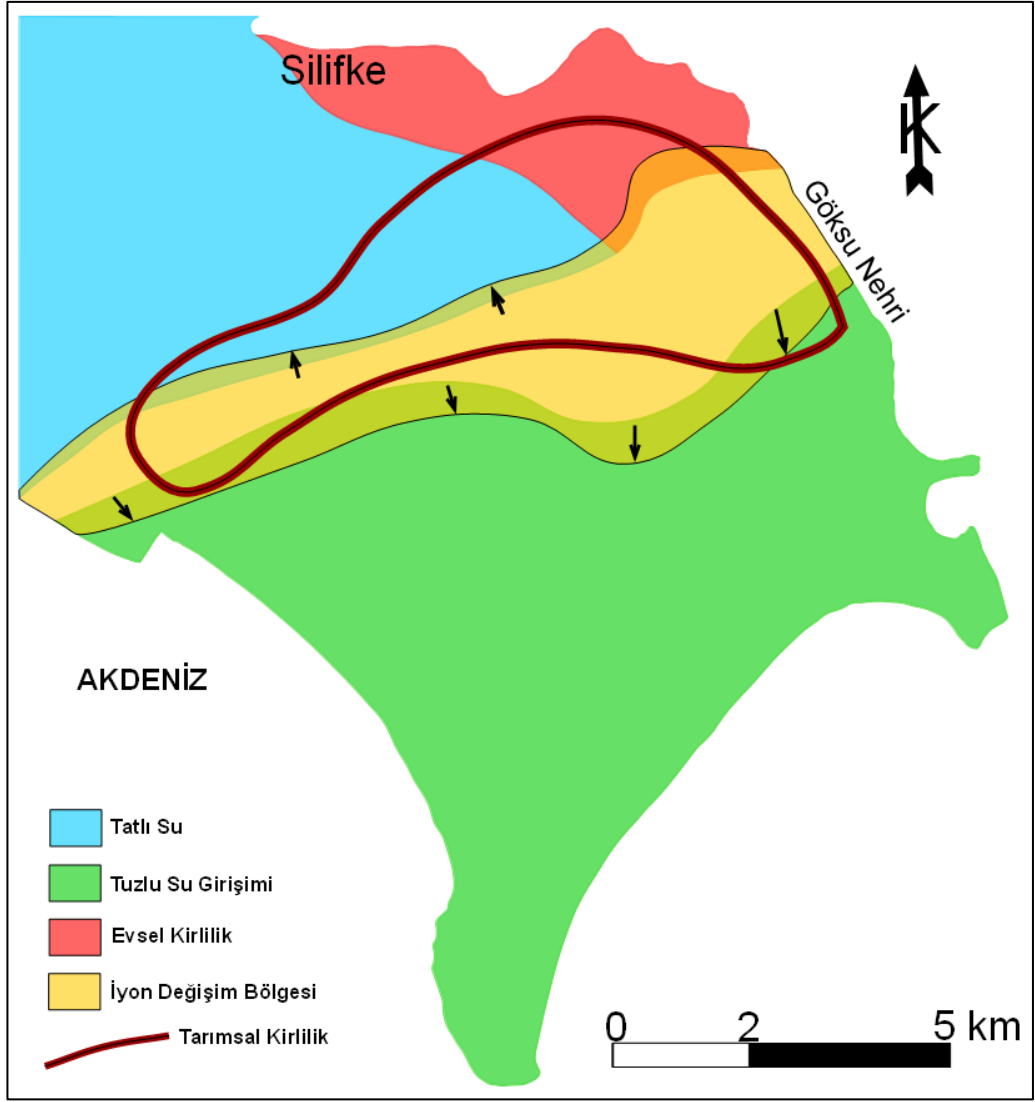 Silifke
K
Göksu Nehri
AKDENİZ
Tatlı Su
Tuzlu Su Girişimi
Evsel Kirlilik
İyon Değişim Bölgesi
Tarımsal Kirlilik
0 2 5 km